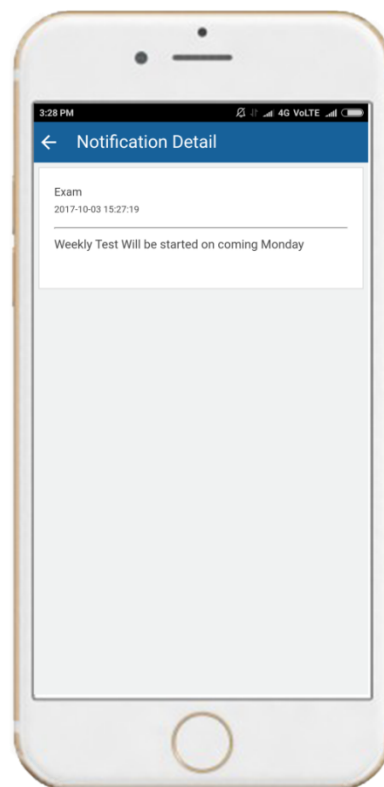 3:28 PM 4G VoLTE
Notification Detail
Exam
2017-10-03 15:27:19
Weekly Test Will be started on coming Monday